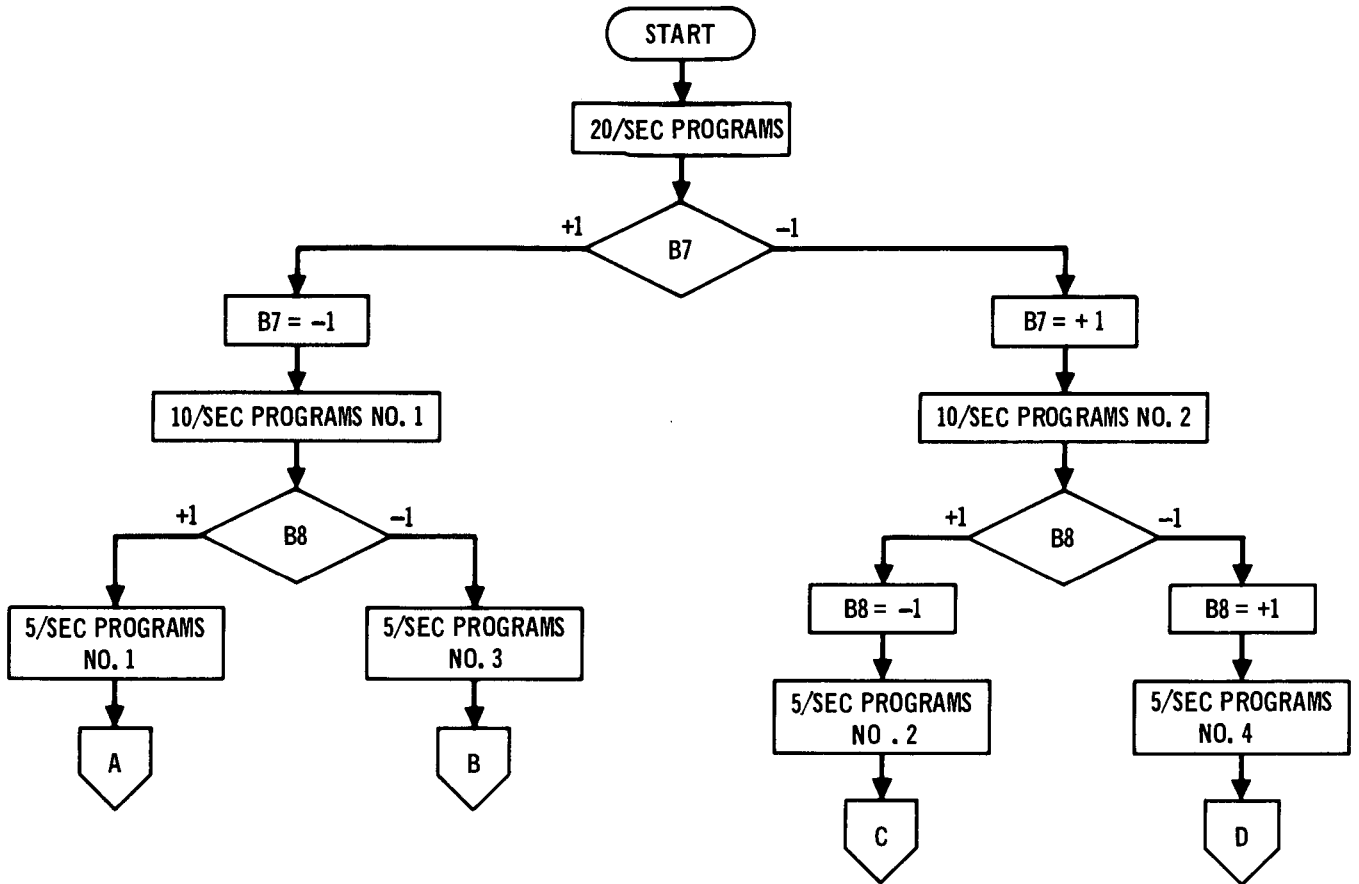 START
20/SEC PROGRAMS
+1
B7
-1
B7 = -1
B7 = + 1
10/SEC PROGRAMS NO. 1
10/SEC PROGRAMS NO. 2
+1
B8
-1
+1
B8
-1
5/SEC PROGRAMS
NO. 1
5/SEC PROGRAMS
NO. 3
B8 = -1
B8 = +1
5/SEC PROGRAMS
NO . 2
5/SEC PROGRAMS
NO. 4
A
B
C
D